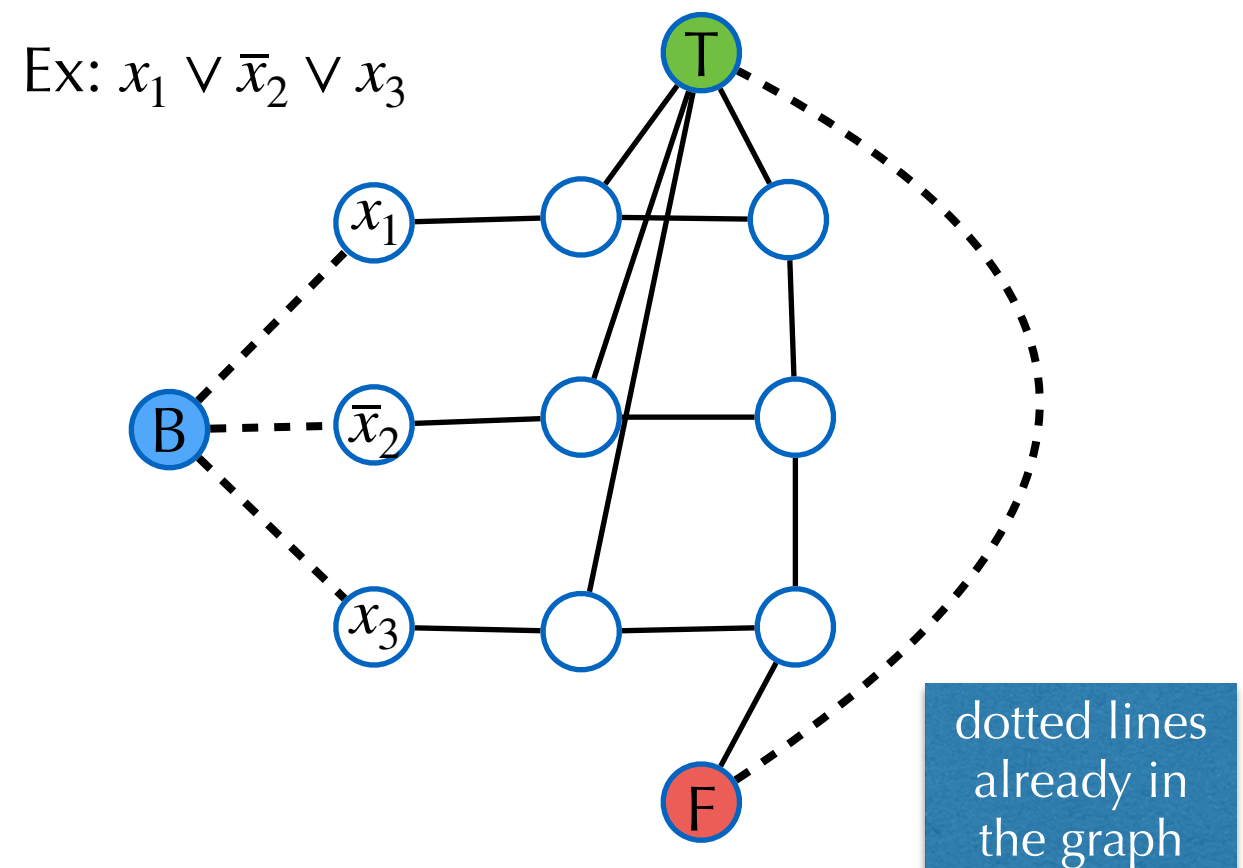 T
Ex: x₁ ∨ x̅₂ ∨ x₃
x₁
B
x̅₂
x₃
dotted lines
already in
the graph
F